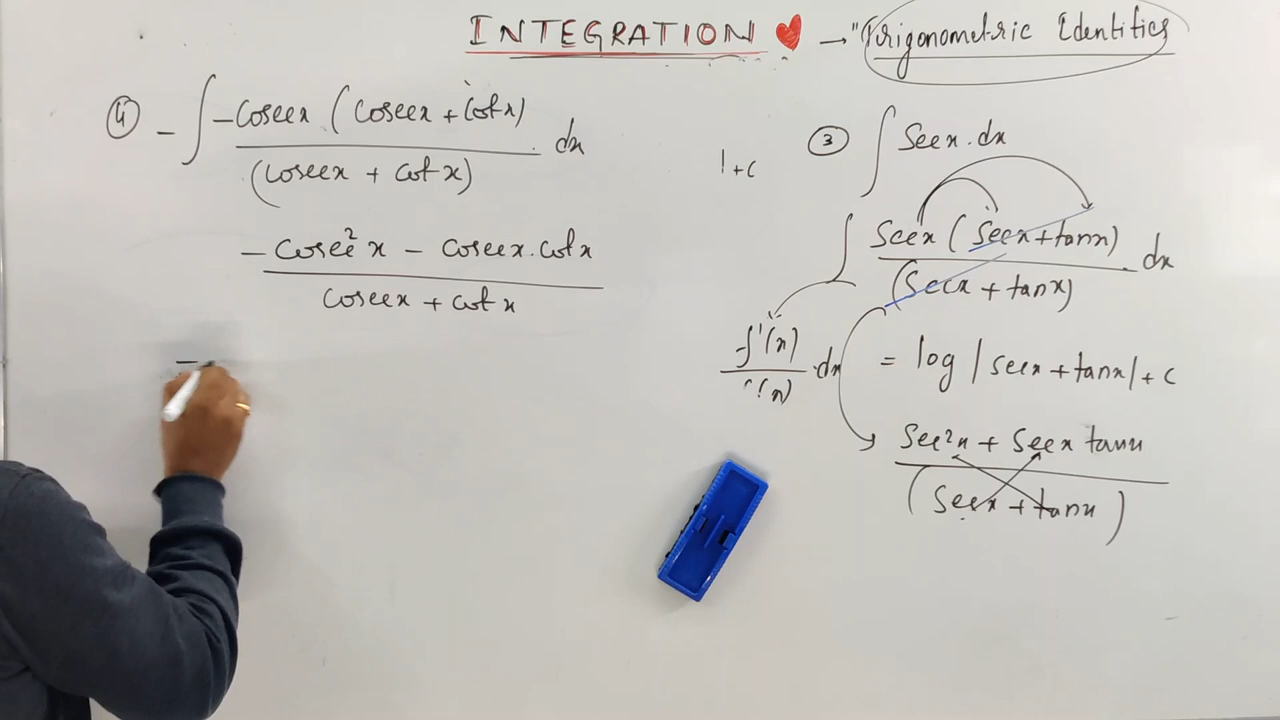 INTEGRATION ❤ → "Trigonometric Identities
④ - ∫ -Cosecx (Cosecx + Cotx) / (Cosecx + Cotx) dx
- Cosec²x - Cosecx.Cotx / Cosecx + Cotx
-
1+c
③ ∫ Secx.dx
∫ Secx (Secx+tanx) / (Secx + tanx) dx
f'(x) / f(x) .dx
= log |secx+tanx| + c
Sec²x + Secx tanx / (Secx + tanx)